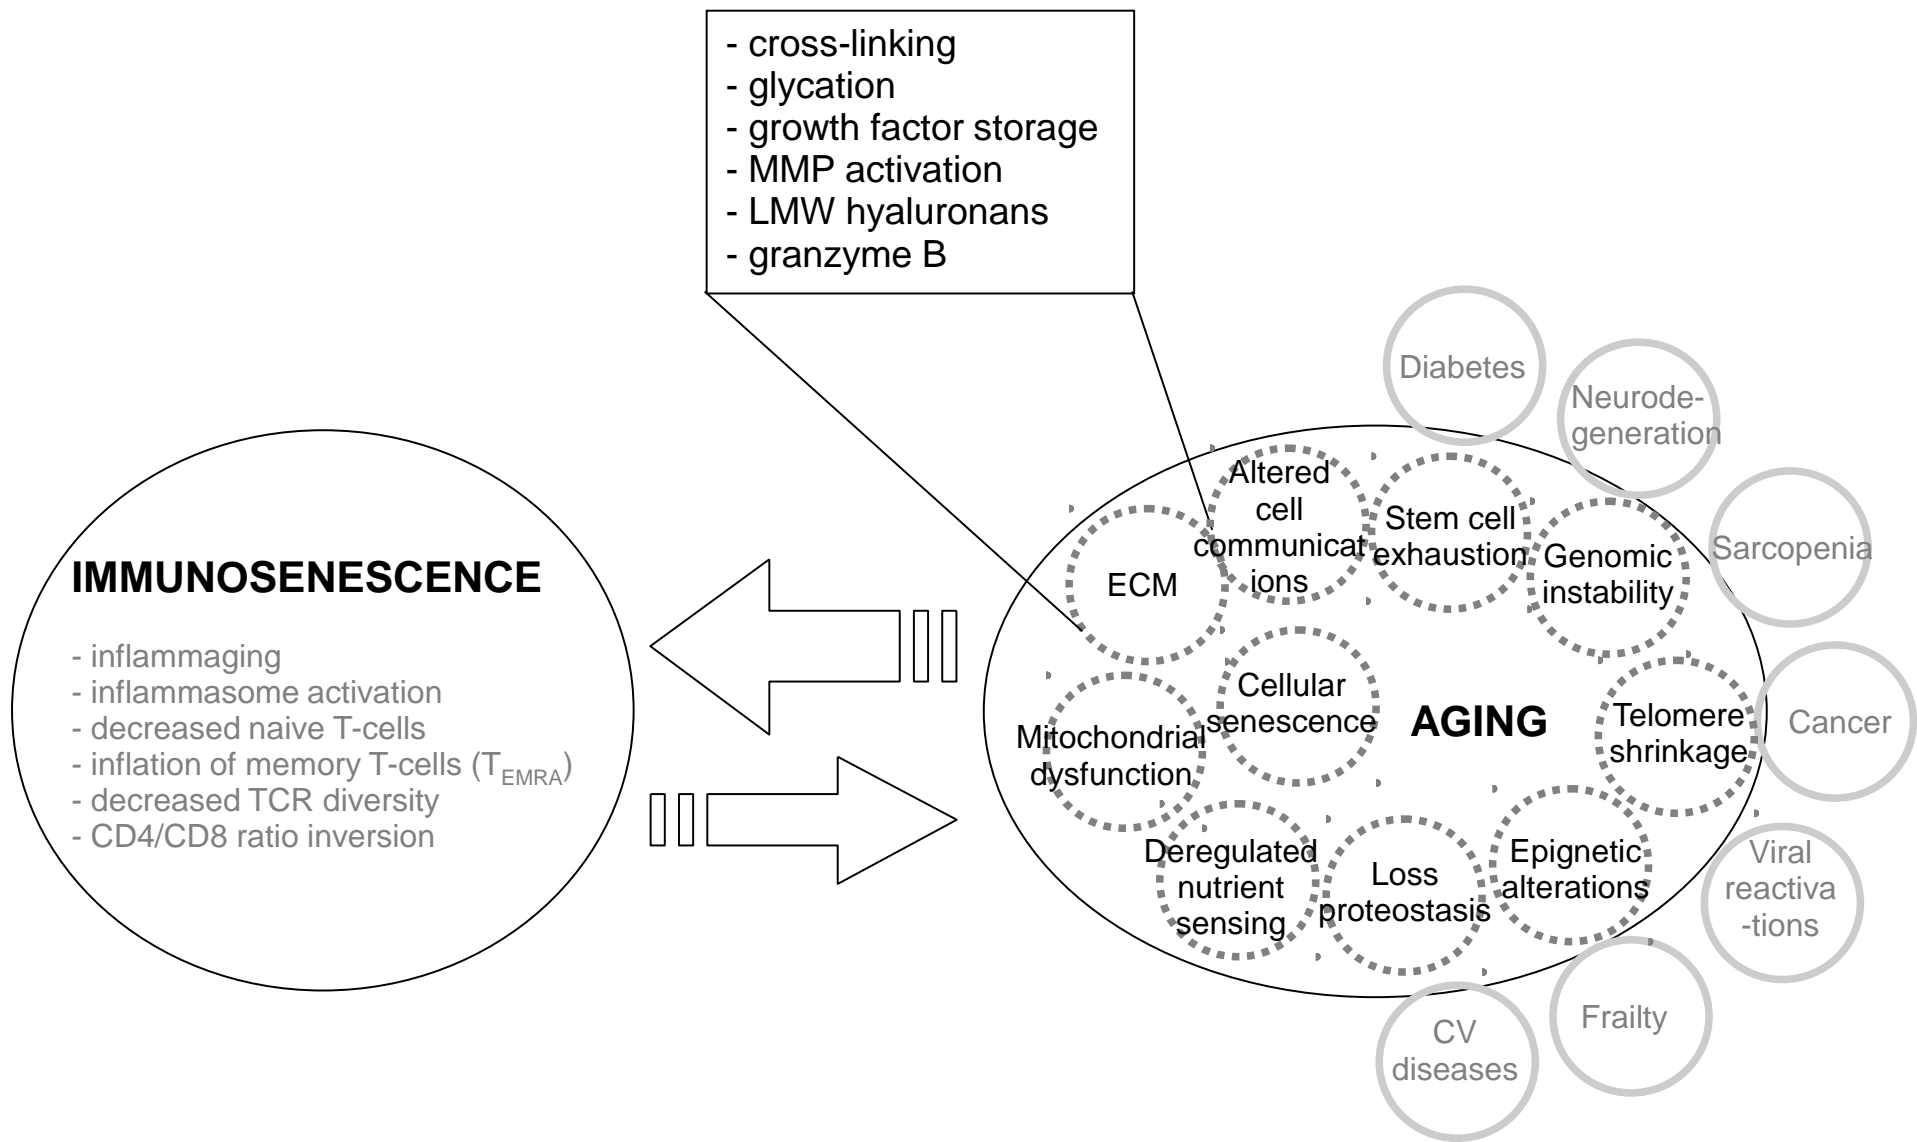 - cross-linking
- glycation
- growth factor storage
- MMP activation
- LMW hyaluronans
- granzyme B
IMMUNOSENESCENCE
- inflammaging
- inflammasome activation
- decreased naive T-cells
- inflation of memory T-cells (TEMRA)
- decreased TCR diversity
- CD4/CD8 ratio inversion
AGING
ECM
Altered
cell
communicat
ions
Stem cell
exhaustion
Genomic
instability
Telomere
shrinkage
Epignetic
alterations
Loss
proteostasis
Deregulated
nutrient
sensing
Mitochondrial
dysfunction
Cellular
senescence
Diabetes
Neurode-
generation
Sarcopenia
Cancer
Viral
reactiva
-tions
Frailty
CV
diseases